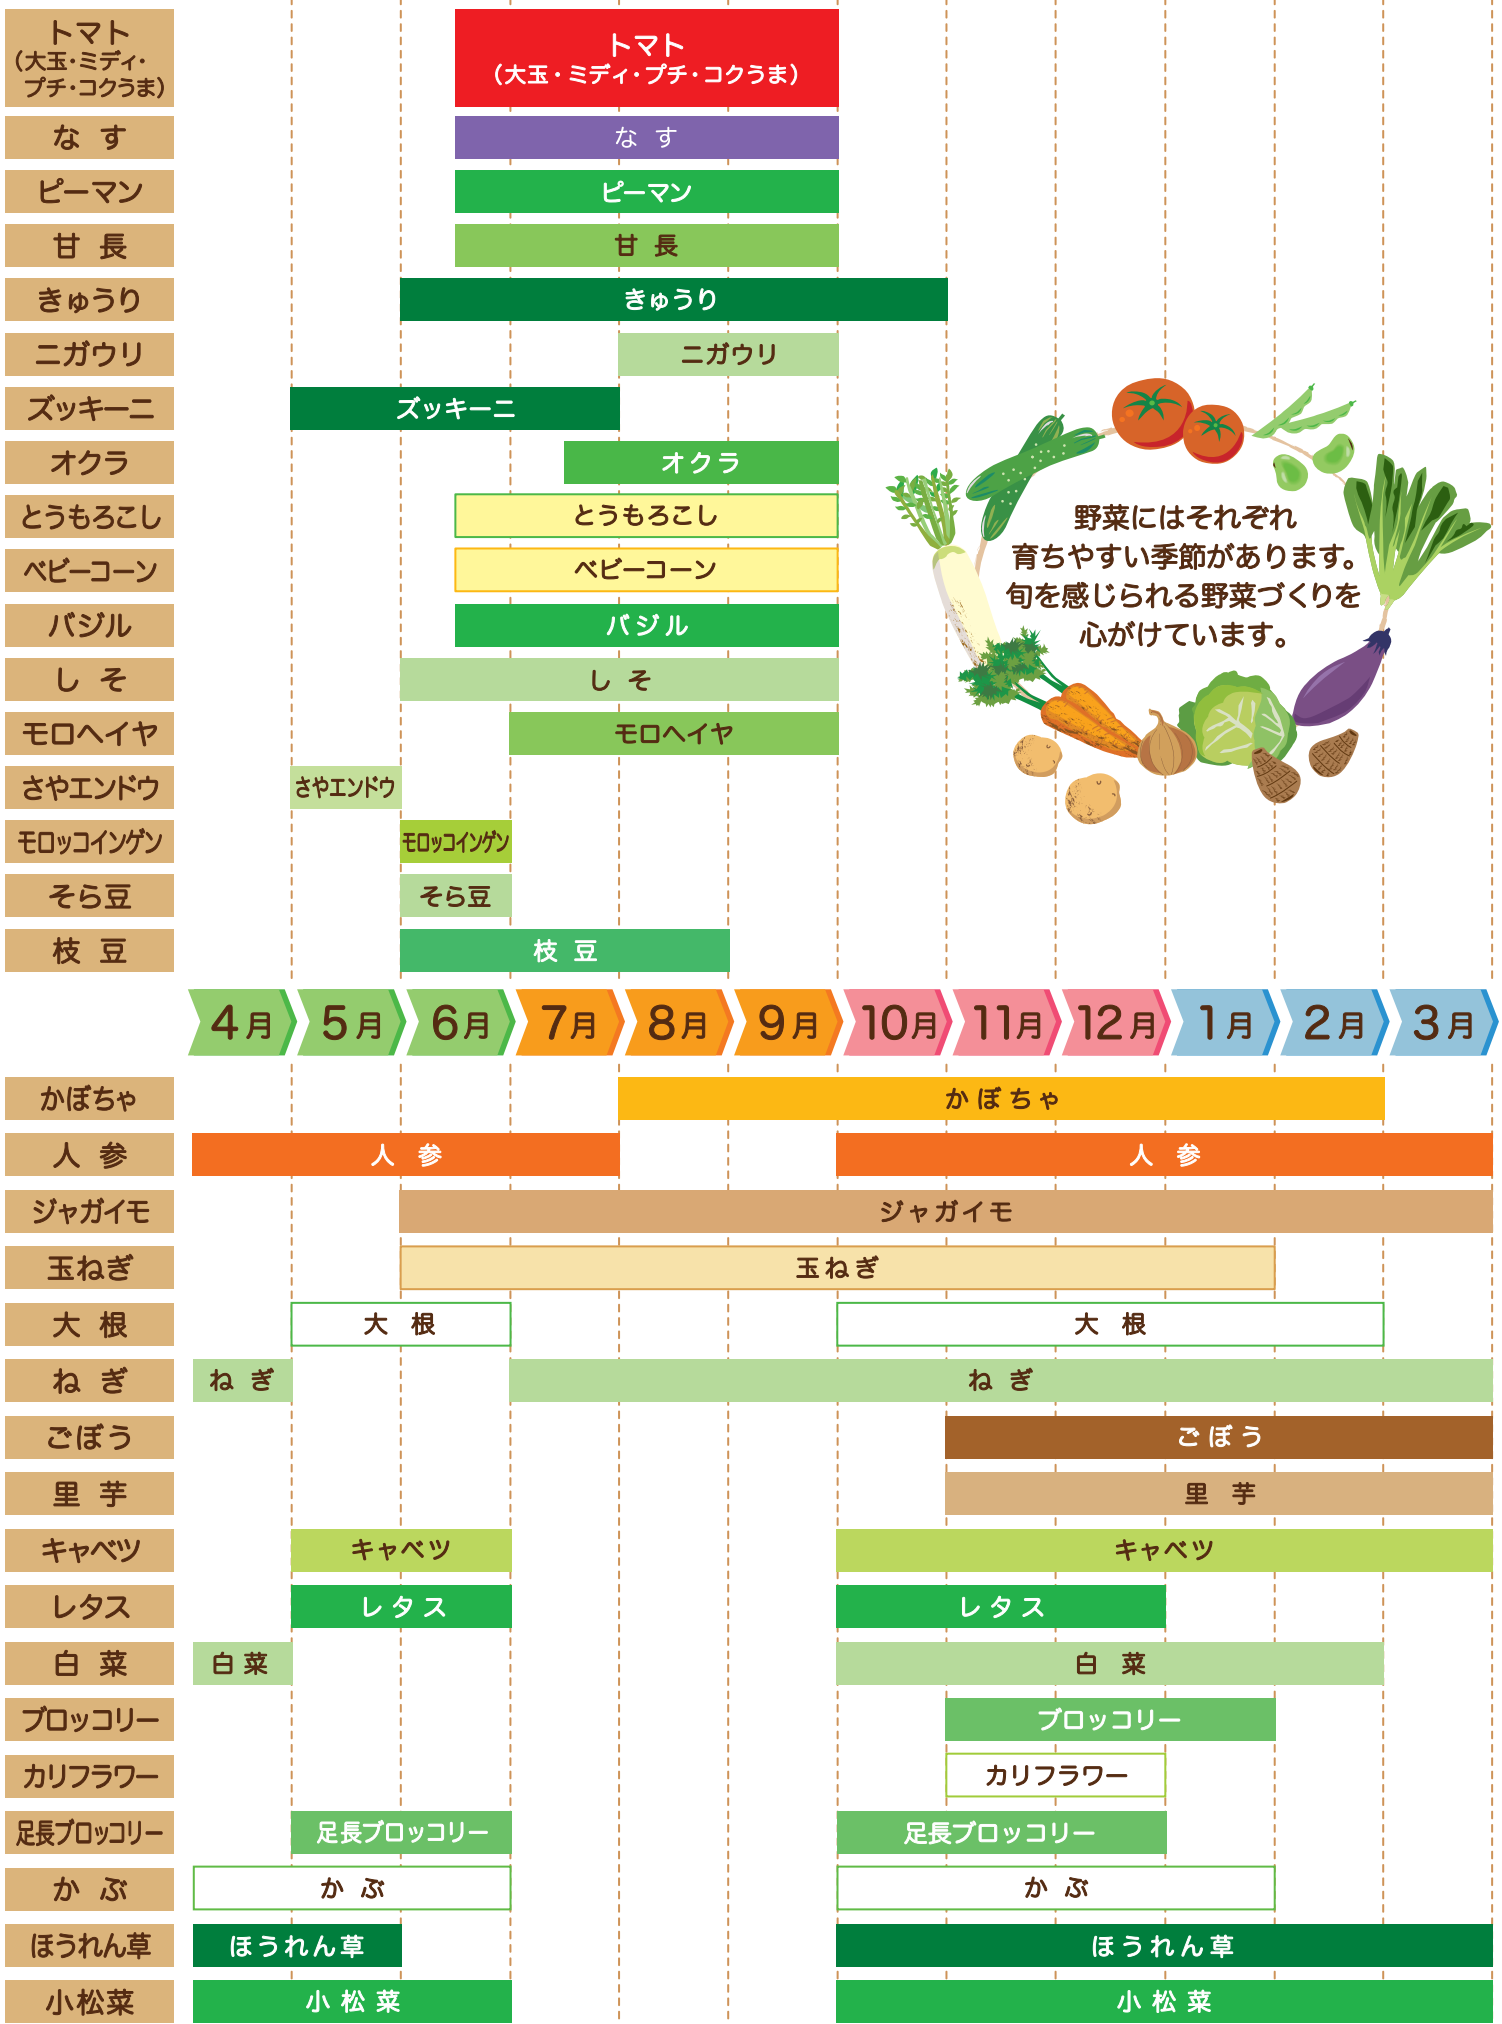 トマト
（大玉・ミディ・
プチ・コクうま）
トマト
（大玉・ミディ・プチ・コクうま）
なす
なす
ピーマン
ピーマン
甘長
甘長
きゅうり
きゅうり
ニガウリ
ニガウリ
ズッキーニ
ズッキーニ
オクラ
オクラ
とうもろこし
とうもろこし
ベビーコーン
ベビーコーン
バジル
バジル
しそ
しそ
モロヘイヤ
モロヘイヤ
さやエンドウ
さやエンドウ
モロッコインゲン
モロッコインゲン
そら豆
そら豆
枝豆
枝豆
野菜にはそれぞれ
育ちやすい季節があります。
旬を感じられる野菜づくりを
心がけています。
4月 5月 6月 7月 8月 9月 10月 11月 12月 1月 2月 3月
かぼちゃ
かぼちゃ
人参
人参 人参
ジャガイモ
ジャガイモ
玉ねぎ
玉ねぎ
大根
大根 大根
ねぎ
ねぎ ねぎ
ごぼう
ごぼう
里芋
里芋
キャベツ
キャベツ キャベツ
レタス
レタス レタス
白菜
白菜 白菜
ブロッコリー
ブロッコリー
カリフラワー
カリフラワー
足長ブロッコリー
足長ブロッコリー 足長ブロッコリー
かぶ
かぶ かぶ
ほうれん草
ほうれん草 ほうれん草
小松菜
小松菜 小松菜